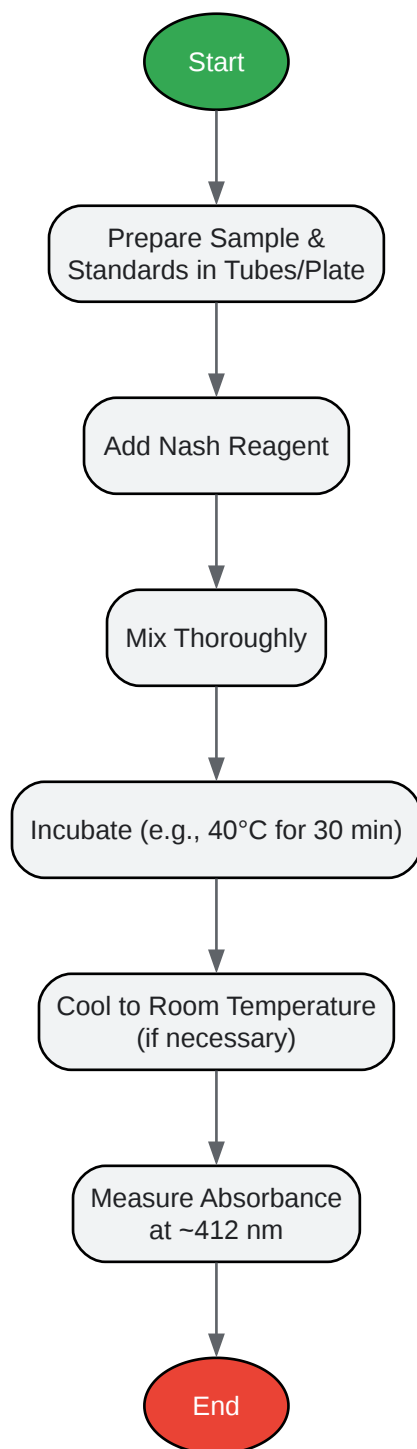 Start
Prepare Sample &
Standards in Tubes/Plate
Add Nash Reagent
Mix Thoroughly
Incubate (e.g., 40°C for 30 min)
Cool to Room Temperature
(if necessary)
Measure Absorbance
at ~412 nm
End